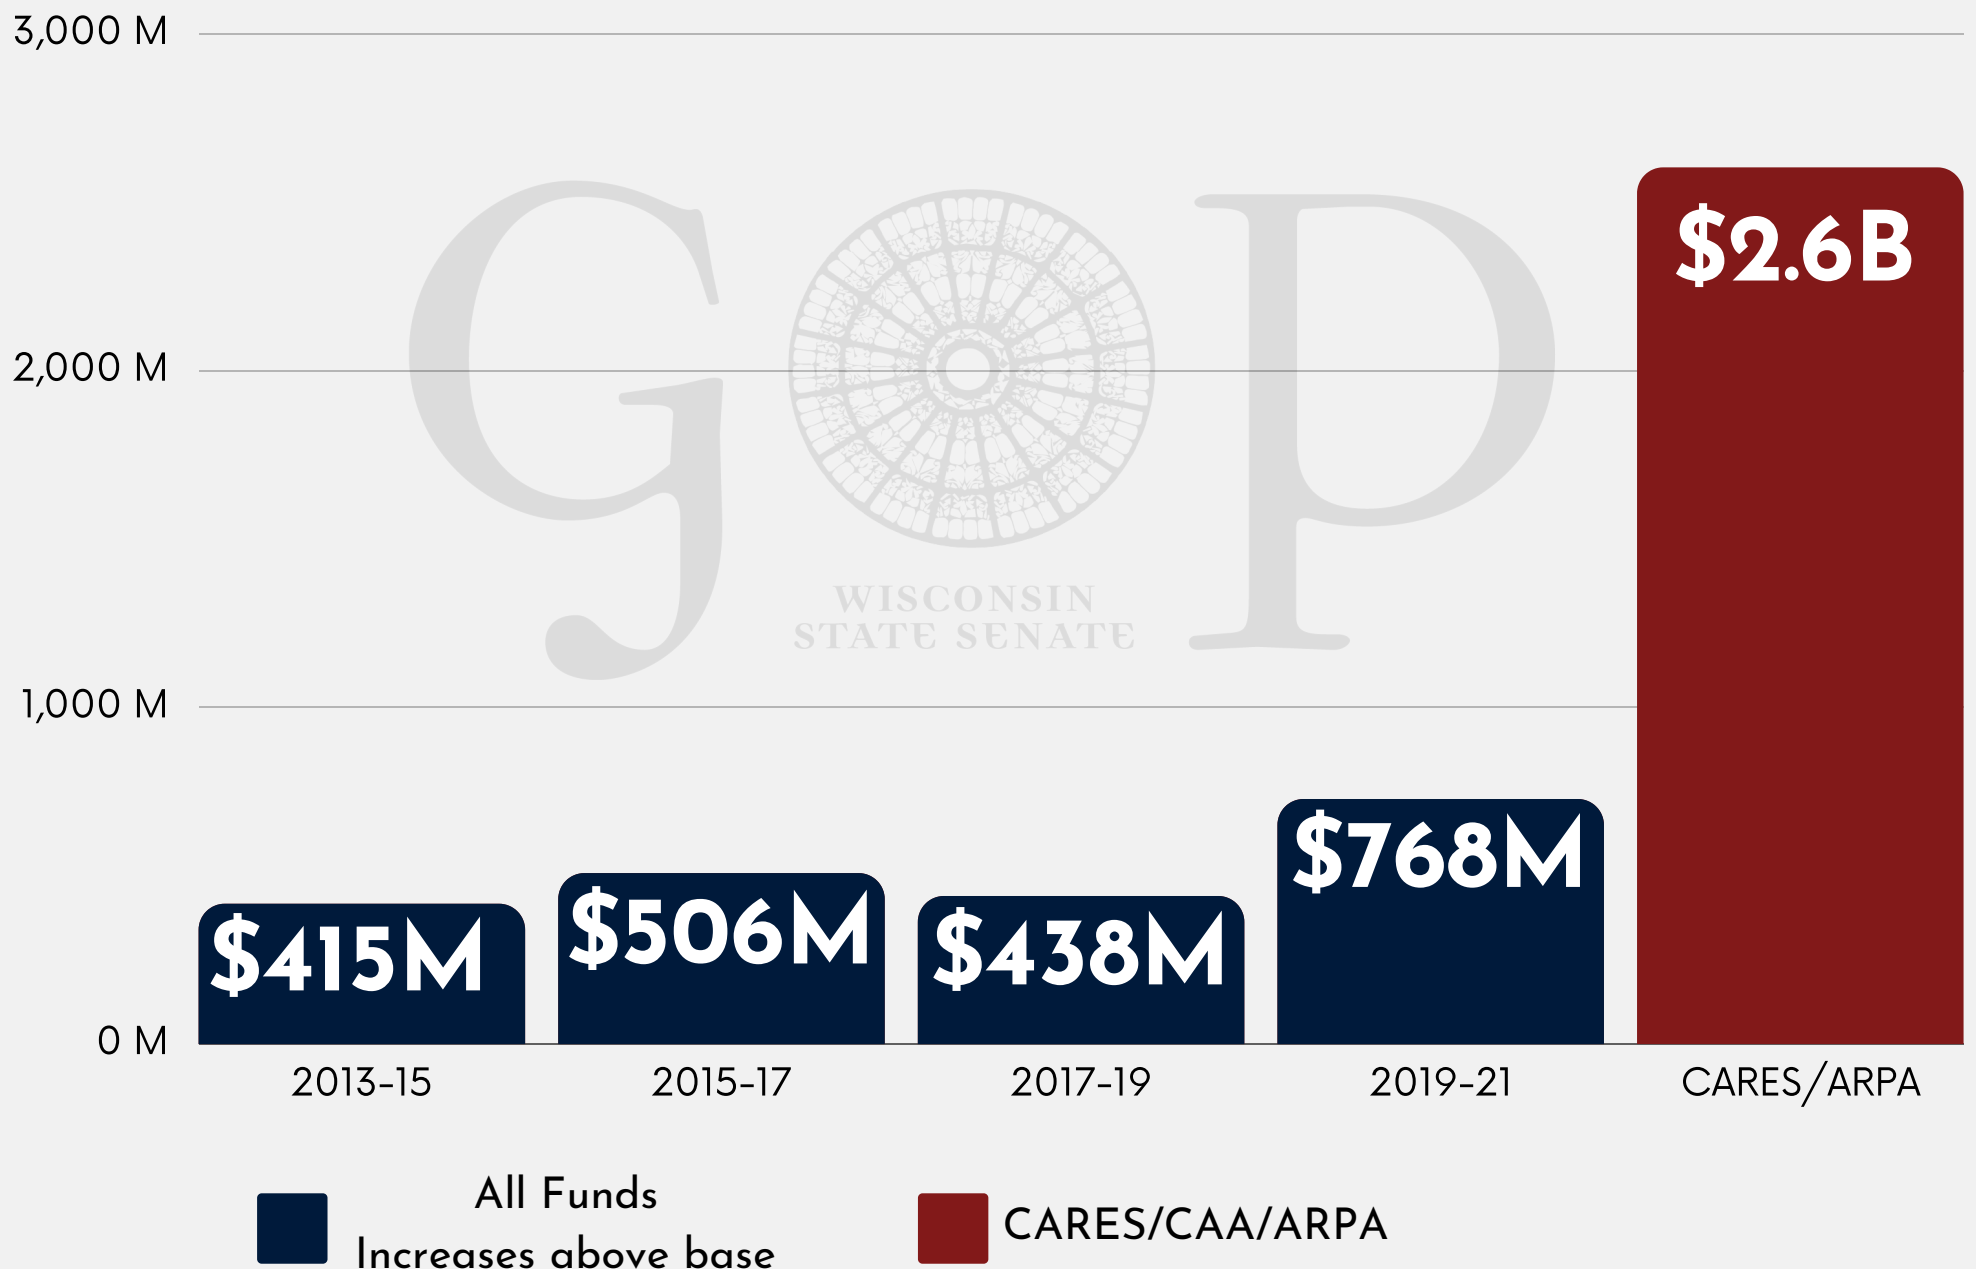 3,000 M
2,000 M
1,000 M
0 M
GOP
WISCONSIN
STATE SENATE
$415M
$506M
$438M
$768M
$2.6B
2013-15
2015-17
2017-19
2019-21
CARES/ARPA
All Funds
Increases above base
CARES/CAA/ARPA